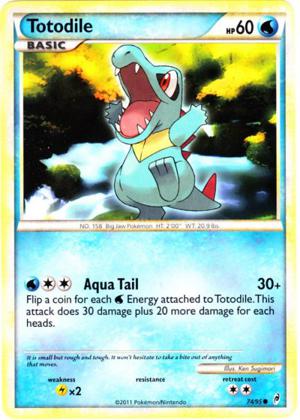 Totodile
HP60
BASIC
NO. 158 Big Jaw Pokémon HT: 2'00" WT: 20.9 lbs.
Aqua Tail 30+
Flip a coin for each Energy attached to Totodile.This
attack does 30 damage plus 20 more damage for each
heads.
Illus. Ken Sugimori
It is small but rough and tough. It won't hesitate to take a bite out of anything
that moves.
weakness resistance retreat cost
×2
74/95
©2011 Pokémon/Nintendo